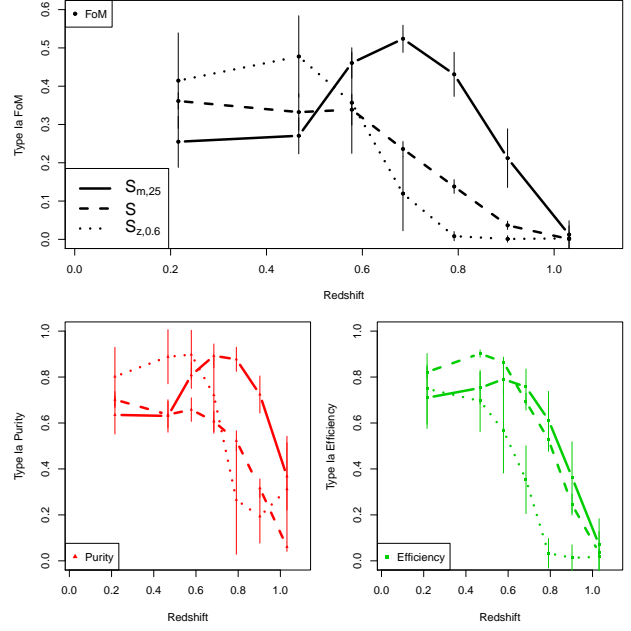 FoM
0.6
0.5
0.4
0.3
0.2
0.1
0.0
Type Ia FoM
S_{m,25}
S
S_{z,0.6}
0.0 0.2 0.4 0.6 0.8 1.0
Redshift
1.0
0.8
0.6
0.4
0.2
0.0
Type Ia Purity
Purity
0.0 0.2 0.4 0.6 0.8 1.0
Redshift
1.0
0.8
0.6
0.4
0.2
0.0
Type Ia Efficiency
Efficiency
0.0 0.2 0.4 0.6 0.8 1.0
Redshift